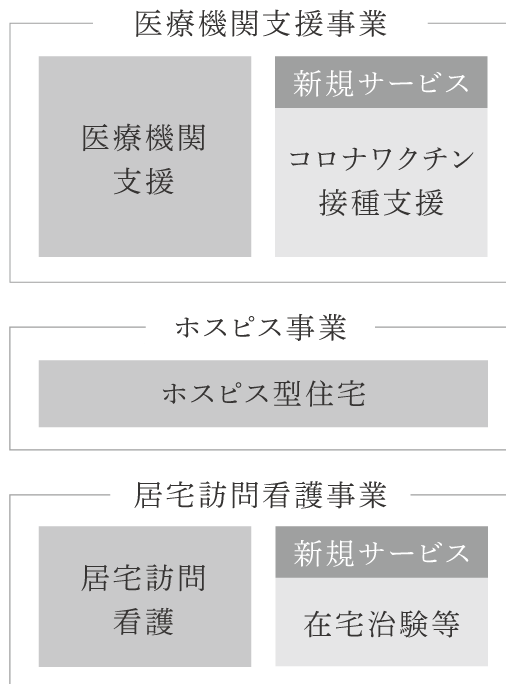 医療機関支援事業
医療機関
支援
新規サービス
コロナワクチン
接種支援
ホスピス事業
ホスピス型住宅
居宅訪問看護事業
居宅訪問
看護
新規サービス
在宅治験等